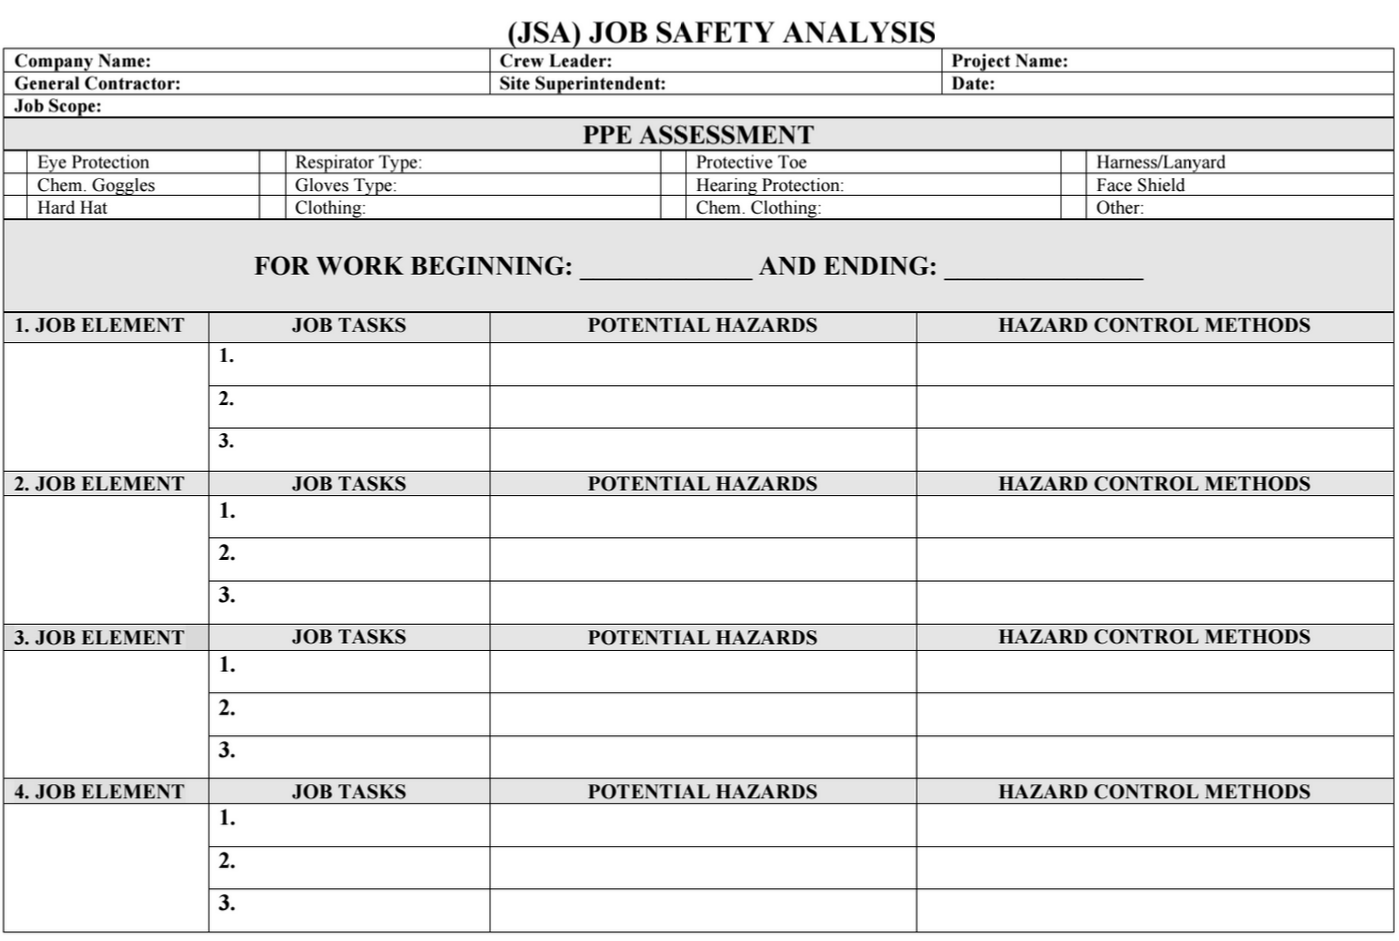 (JSA) JOB SAFETY ANALYSIS
Company Name: Crew Leader: Project Name:
General Contractor: Site Superintendent: Date:
Job Scope:
PPE ASSESSMENT
Eye Protection Respirator Type: Protective Toe Harness/Lanyard
Chem. Goggles Gloves Type: Hearing Protection: Face Shield
Hard Hat Clothing: Chem. Clothing: Other:
FOR WORK BEGINNING: _____________ AND ENDING: _______________
1. JOB ELEMENT JOB TASKS POTENTIAL HAZARDS HAZARD CONTROL METHODS
1.
2.
3.
2. JOB ELEMENT JOB TASKS POTENTIAL HAZARDS HAZARD CONTROL METHODS
1.
2.
3.
3. JOB ELEMENT JOB TASKS POTENTIAL HAZARDS HAZARD CONTROL METHODS
1.
2.
3.
4. JOB ELEMENT JOB TASKS POTENTIAL HAZARDS HAZARD CONTROL METHODS
1.
2.
3.